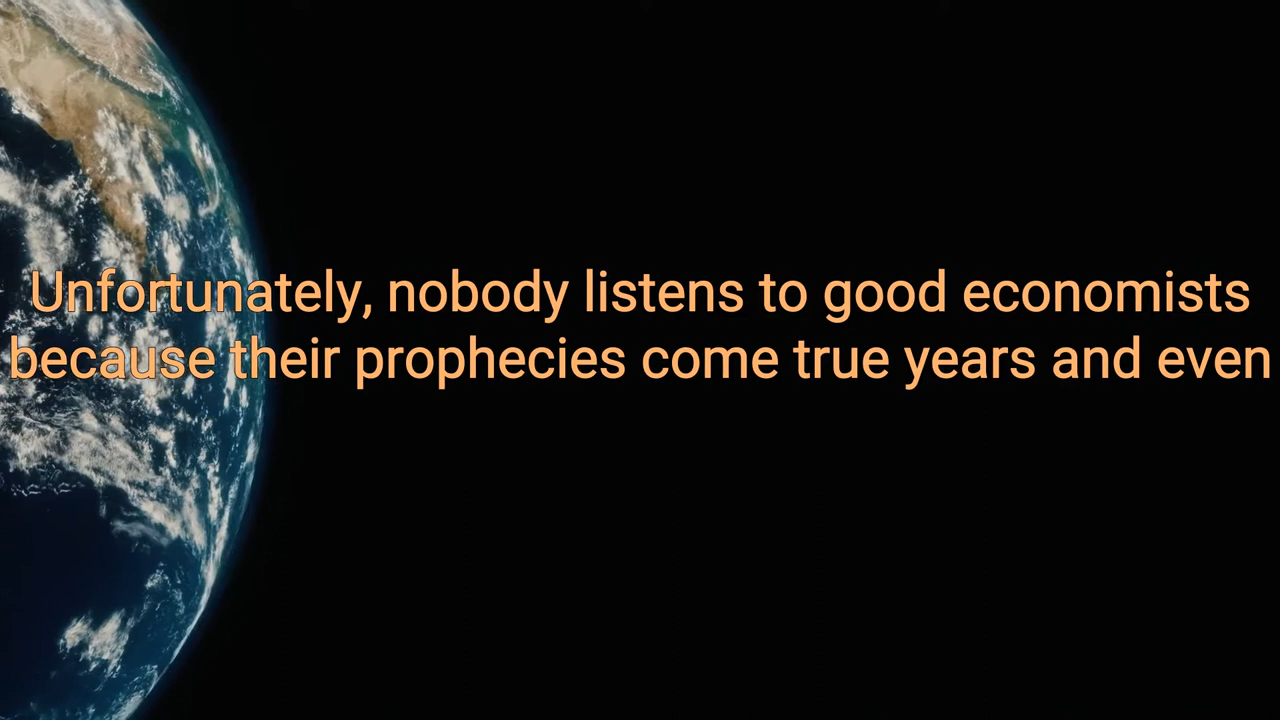 Unfortunately, nobody listens to good economists
because their prophecies come true years and even